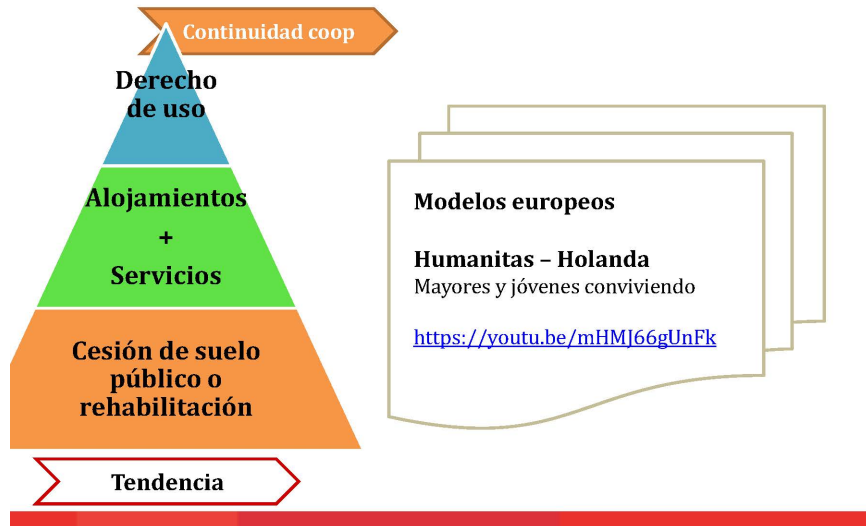 Continuidad coop
Derecho
de uso
Alojamientos
+
Servicios
Cesión de suelo
público o
rehabilitación
Tendencia
Modelos europeos
Humanitas – Holanda
Mayores y jóvenes conviviendo
https://youtu.be/mHMJ66gUnFk